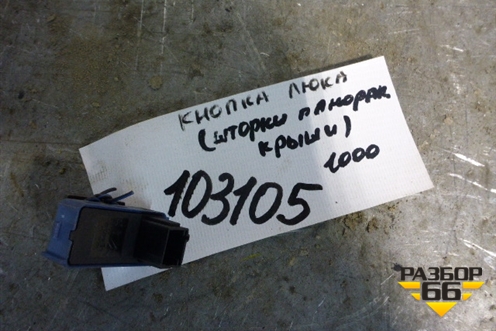 КНОПКА ЛЮКА
(ШТОРКИ ПАНОРАМ
КРЫШИ)
1000
103105
РАЗБОР
66